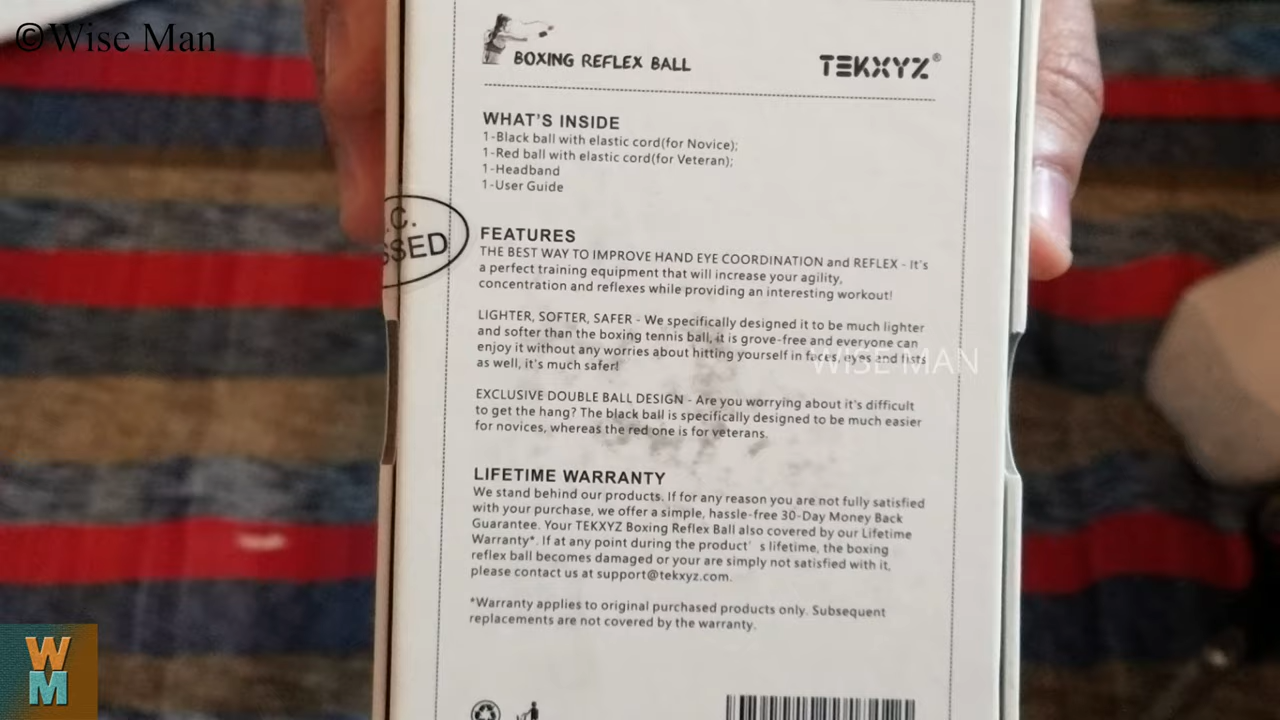 ©Wise Man
BOXING REFLEX BALL
TEKXYZ®
WHAT'S INSIDE
1-Black ball with elastic cord(for Novice);
1-Red ball with elastic cord(for Veteran);
1-Headband
1-User Guide
.C.
SSED
FEATURES
THE BEST WAY TO IMPROVE HAND EYE COORDINATION and REFLEX - It's
a perfect training equipment that will increase your agility,
concentration and reflexes while providing an interesting workout!
LIGHTER, SOFTER, SAFER - We specifically designed it to be much lighter
and softer than the boxing tennis ball, it is grove-free and everyone can
enjoy it without any worries about hitting yourself in faces, eyes and fists
as well, it's much safer!
WISE MAN
EXCLUSIVE DOUBLE BALL DESIGN - Are you worrying about it's difficult
to get the hang? The black ball is specifically designed to be much easier
for novices, whereas the red one is for veterans.
LIFETIME WARRANTY
We stand behind our products. If for any reason you are not fully satisfied
with your purchase, we offer a simple, hassle-free 30-Day Money Back
Guarantee. Your TEKXYZ Boxing Reflex Ball also covered by our Lifetime
Warranty*. If at any point during the product' s lifetime, the boxing
reflex ball becomes damaged or your are simply not satisfied with it,
please contact us at support@tekxyz.com.
*Warranty applies to original purchased products only. Subsequent
replacements are not covered by the warranty.
W
M